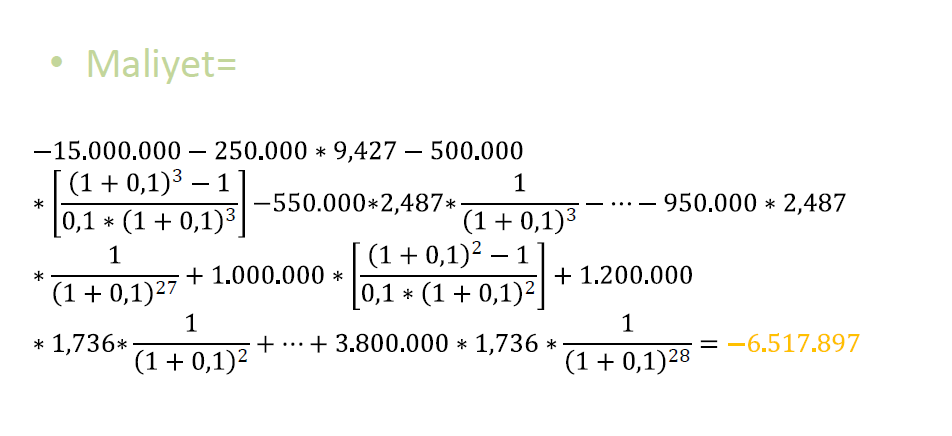 • Maliyet=
−15.000.000 − 250.000 ∗ 9,427 − 500.000
∗ [((1 + 0,1)^3 − 1)/(0,1 ∗ (1 + 0,1)^3)] −550.000∗2,487∗ 1/(1 + 0,1)^3 − ⋯ − 950.000 ∗ 2,487
∗ 1/(1 + 0,1)^27 + 1.000.000 ∗ [((1 + 0,1)^2 − 1)/(0,1 ∗ (1 + 0,1)^2)] + 1.200.000
∗ 1,736∗ 1/(1 + 0,1)^2 + ⋯ + 3.800.000 ∗ 1,736 ∗ 1/(1 + 0,1)^28 = −6.517.897